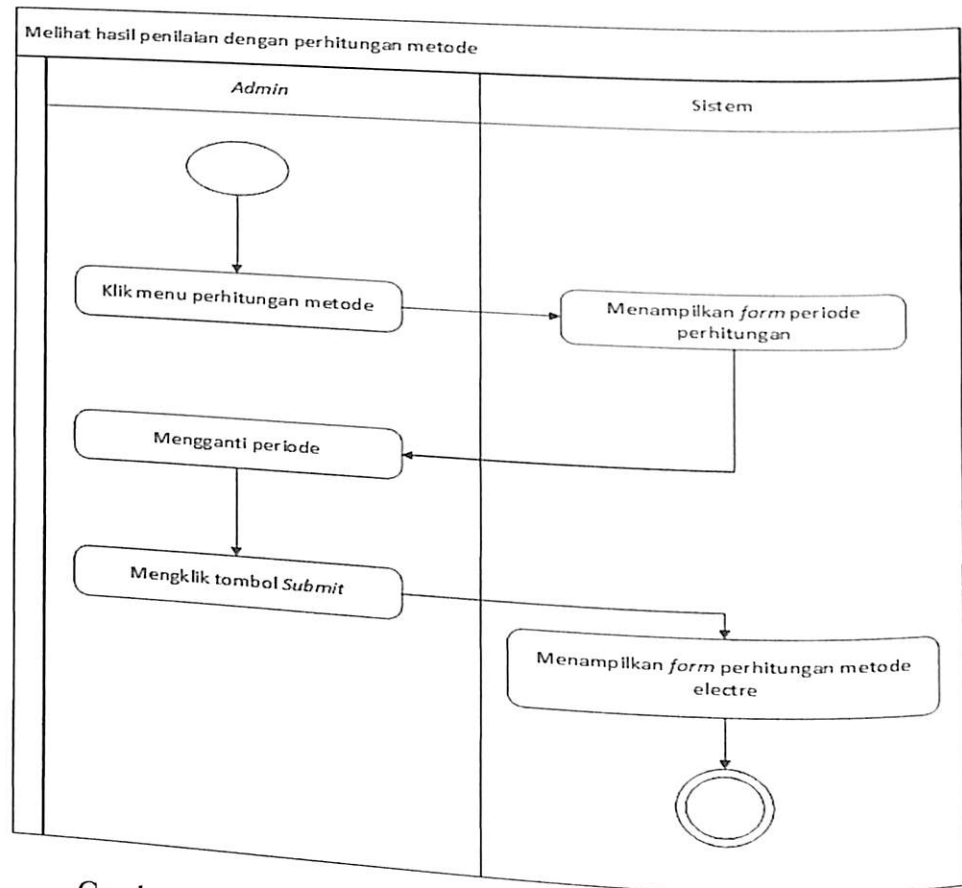 Melihat hasil penilaian dengan perhitungan metode
Admin
Sistem
Klik menu perhitungan metode
Menampilkan form periode
perhitungan
Mengganti periode
Mengklik tombol Submit
Menampilkan form perhitungan metode
electre